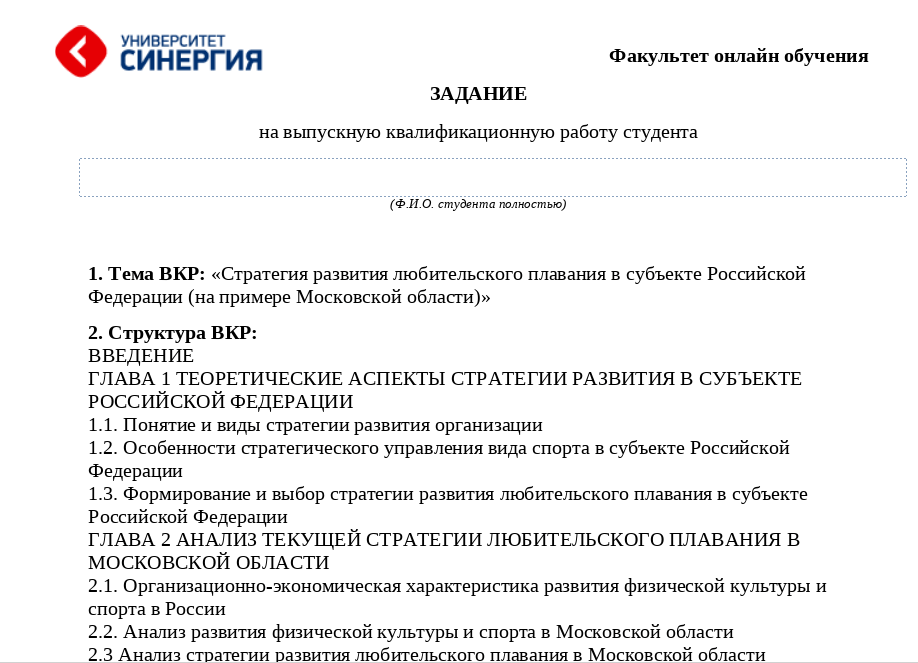 УНИВЕРСИТЕТ
СИНЕРГИЯ
Факультет онлайн обучения
ЗАДАНИЕ
на выпускную квалификационную работу студента
(Ф.И.О. студента полностью)
1. Тема ВКР: «Стратегия развития любительского плавания в субъекте Российской
Федерации (на примере Московской области)»
2. Структура ВКР:
ВВЕДЕНИЕ
ГЛАВА 1 ТЕОРЕТИЧЕСКИЕ АСПЕКТЫ СТРАТЕГИИ РАЗВИТИЯ В СУБЪЕКТЕ
РОССИЙСКОЙ ФЕДЕРАЦИИ
1.1. Понятие и виды стратегии развития организации
1.2. Особенности стратегического управления вида спорта в субъекте Российской
Федерации
1.3. Формирование и выбор стратегии развития любительского плавания в субъекте
Российской Федерации
ГЛАВА 2 АНАЛИЗ ТЕКУЩЕЙ СТРАТЕГИИ ЛЮБИТЕЛЬСКОГО ПЛАВАНИЯ В
МОСКОВСКОЙ ОБЛАСТИ
2.1. Организационно-экономическая характеристика развития физической культуры и
спорта в России
2.2. Анализ развития физической культуры и спорта в Московской области
2.3 Анализ стратегии развития любительского плавания в Московской области